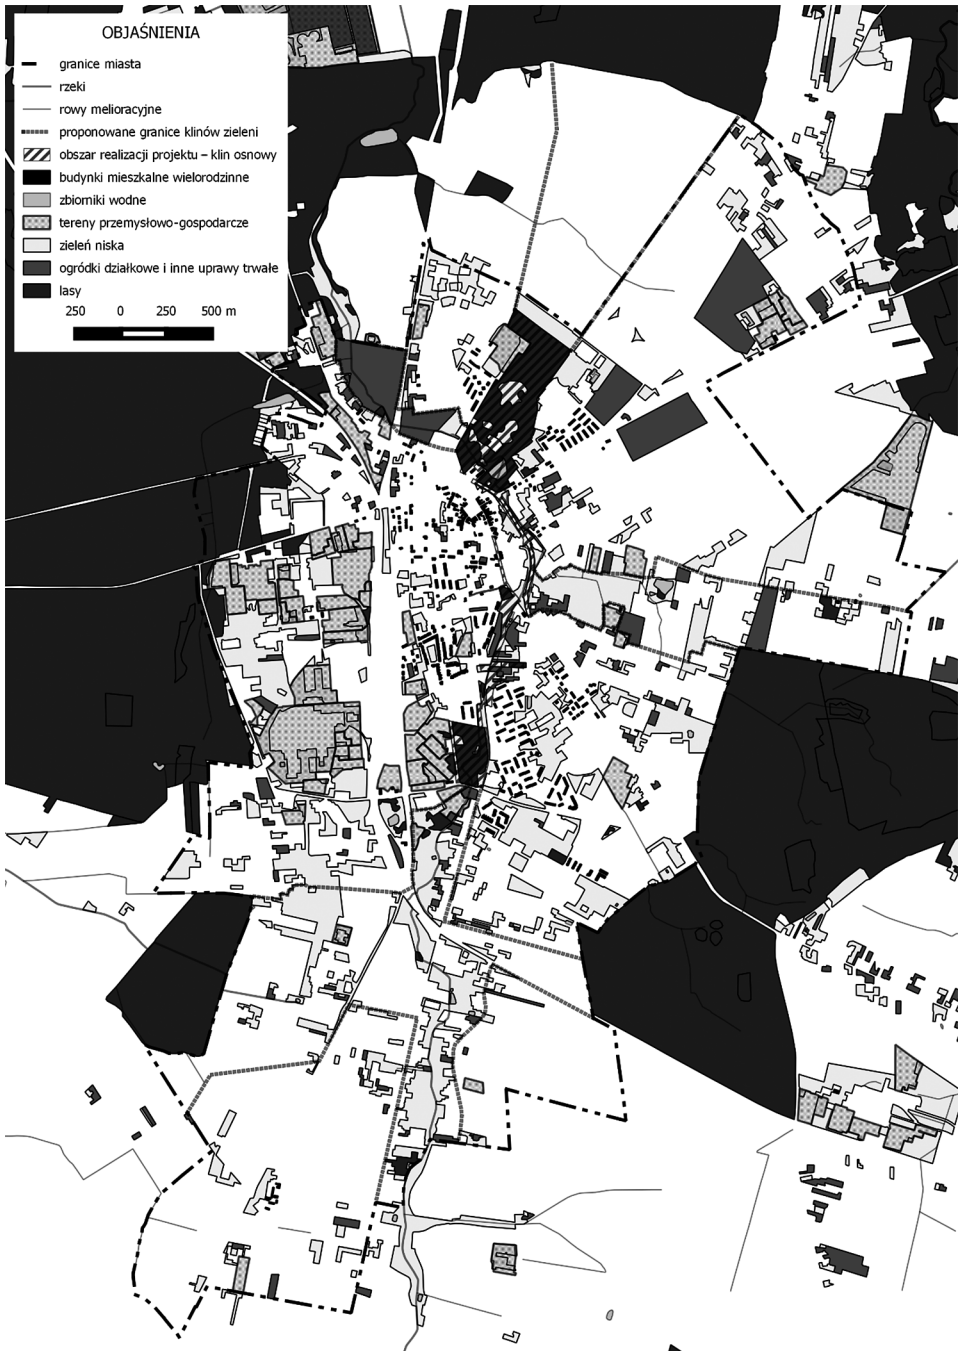 OBJAŚNIENIA
granice miasta
rzeki
rowy melioracyjne
proponowane granice klinów zieleni
obszar realizacji projektu – klin osnowy
budynki mieszkalne wielorodzinne
zbiorniki wodne
tereny przemysłowo-gospodarcze
zieleń niska
ogródki działkowe i inne uprawy trwałe
lasy
250 0 250 500 m